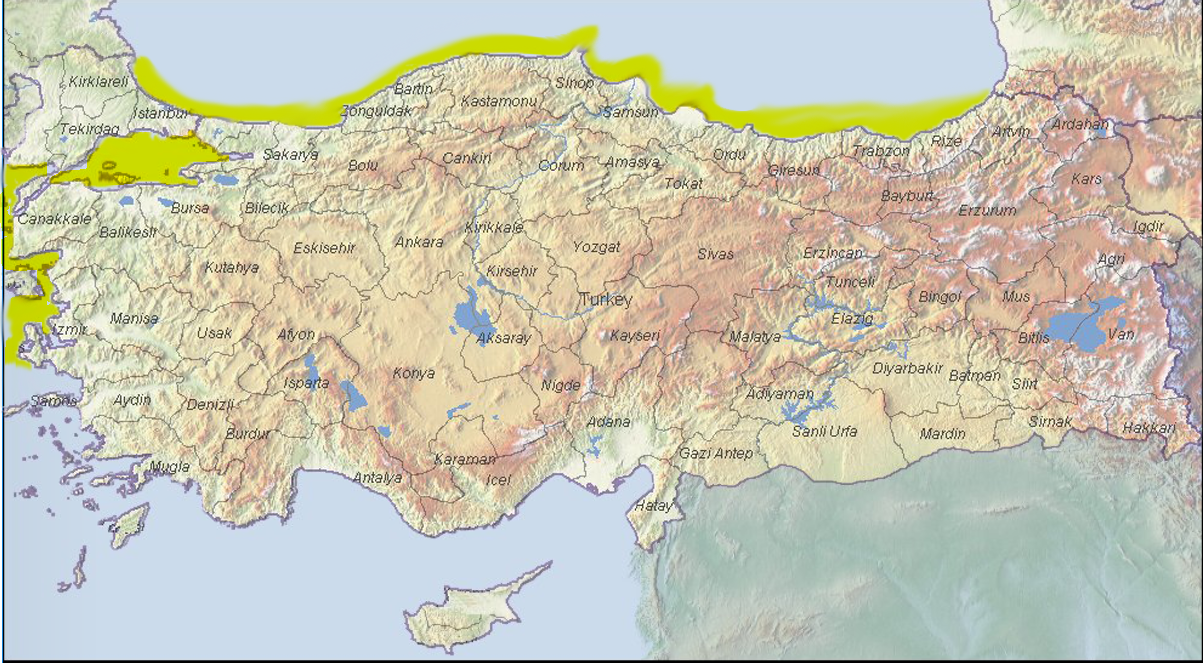 Kirklareli
Bartin
Sinop
Kastamonu
Istanbul
Zonguldak
Samsun
Tekirdag
Artvin
Ardahan
Rize
Trabzon
Sakarya
Bolu
Cankiri
Corum
Amasya
Ordu
Giresun
Tokat
Kars
Bayburt
Erzurum
Canakkale
Bursa
Bilecik
Balikesir
Kirikkale
Igdir
Eskisehir
Ankara
Yozgat
Sivas
Erzincan
Agri
Kutahya
Kirsehir
Tunceli
Turkey
Bingol
Mus
Manisa
Izmir
Usak
Afyon
Elazig
Aksaray
Kayseri
Malatya
Bitlis
Van
Konya
Diyarbakir
Batman
Siirt
Isparta
Nigde
Adiyaman
Samos
Aydin
Denizli
Adana
Sanli Urfa
Sirnak
Hakkari
Burdur
Mardin
Gazi Antep
Karaman
Mugla
Antalya
Icel
Hatay